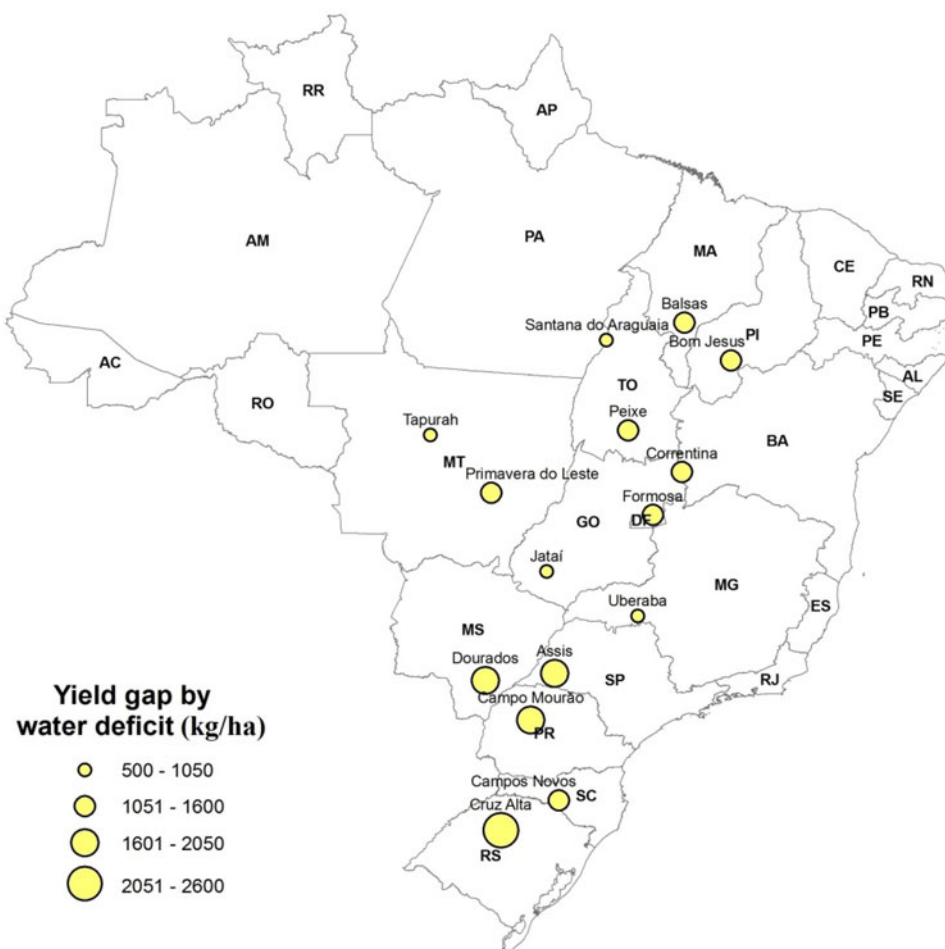 RR
AP
AM
PA
MA
CE
RN
Balsas
PB
Santana do Araguaia
PI
Bom Jesus
PE
AC
AL
TO
SE
RO
Peixe
Tapurah
BA
Correntina
MT
Primavera do Leste
Formosa
GO
DF
Jataí
MG
Uberaba
ES
MS
Assis
Dourados
SP
RJ
Campo Mourão
PR
Campos Novos
SC
Cruz Alta
RS
Yield gap by
water deficit (kg/ha)
500 - 1050
1051 - 1600
1601 - 2050
2051 - 2600